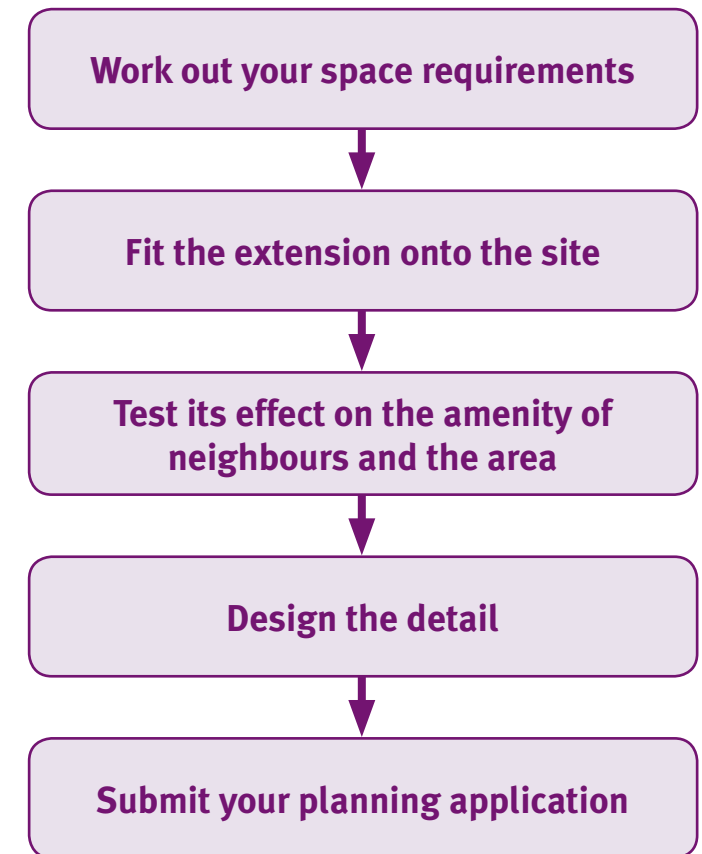 Work out your space requirements
Fit the extension onto the site
Test its effect on the amenity of
neighbours and the area
Design the detail
Submit your planning application